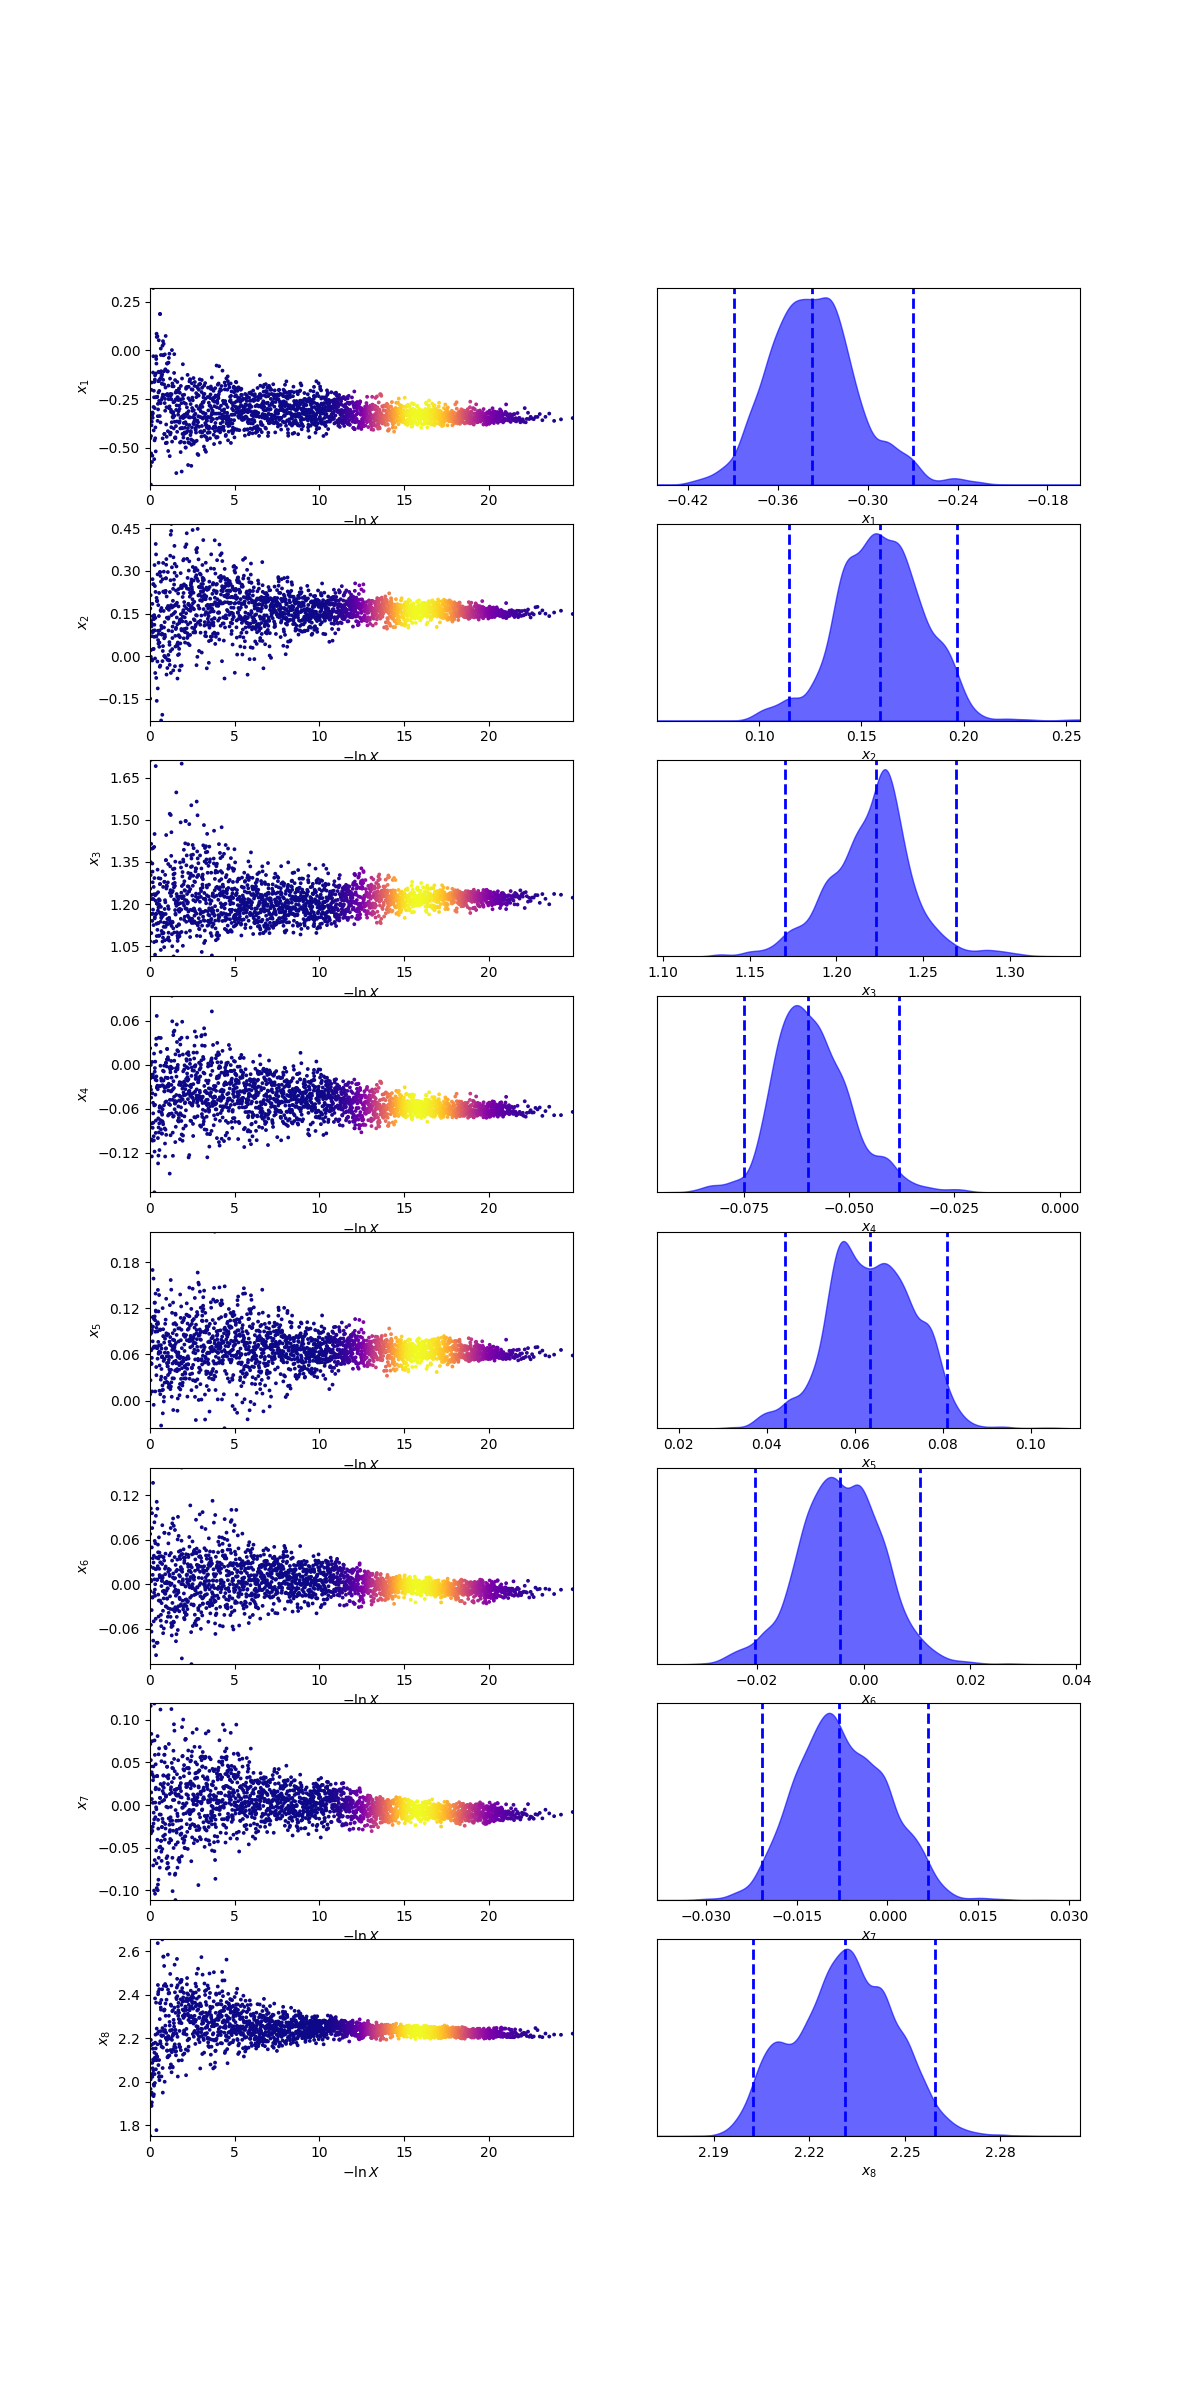 0.25
0.00
−0.25
−0.50
x₁
0 5 10 15 20
−ln X
−0.42 −0.36 −0.30 −0.24 −0.18
x₁
0.45
0.30
0.15
0.00
−0.15
x₂
0 5 10 15 20
−ln X
0.10 0.15 0.20 0.25
x₂
1.65
1.50
1.35
1.20
1.05
x₃
0 5 10 15 20
−ln X
1.10 1.15 1.20 1.25 1.30
x₃
0.06
0.00
−0.06
−0.12
x₄
0 5 10 15 20
−ln X
−0.075 −0.050 −0.025 0.000
x₄
0.18
0.12
0.06
0.00
x₅
0 5 10 15 20
−ln X
0.02 0.04 0.06 0.08 0.10
x₅
0.12
0.06
0.00
−0.06
x₆
0 5 10 15 20
−ln X
−0.02 0.00 0.02 0.04
x₆
0.10
0.05
0.00
−0.05
−0.10
x₇
0 5 10 15 20
−ln X
−0.030 −0.015 0.000 0.015 0.030
x₇
2.6
2.4
2.2
2.0
1.8
x₈
0 5 10 15 20
−ln X
2.19 2.22 2.25 2.28
x₈